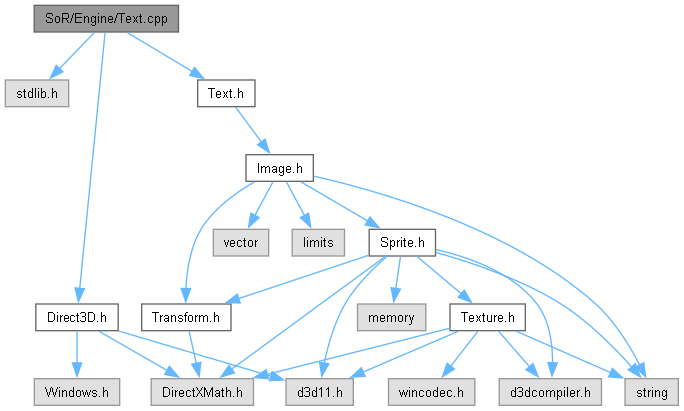 SoR/Engine/Text.cpp
stdlib.h
Text.h
Image.h
vector
limits
Sprite.h
Direct3D.h
Transform.h
memory
Texture.h
Windows.h
DirectXMath.h
d3d11.h
wincodec.h
d3dcompiler.h
string